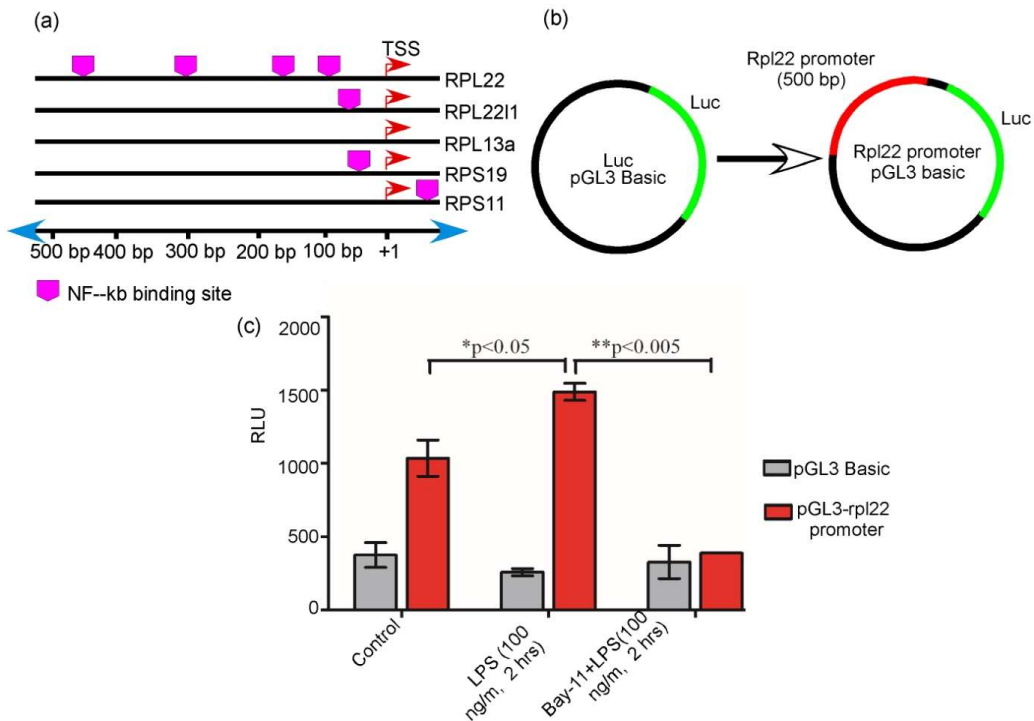 (a)
TSS
RPL22
RPL22l1
RPL13a
RPS19
RPS11
500 bp 400 bp 300 bp 200 bp 100 bp +1
NF--kb binding site
(b)
Luc
Luc
pGL3 Basic
Rpl22 promoter
(500 bp)
Luc
Rpl22 promoter
pGL3 basic
(c)
2000
1500
1000
500
0
RLU
*p<0.05
**p<0.005
pGL3 Basic
pGL3-rpl22
promoter
Control
LPS (100
ng/m, 2 hrs)
Bay-11+LPS(100
ng/m, 2 hrs)